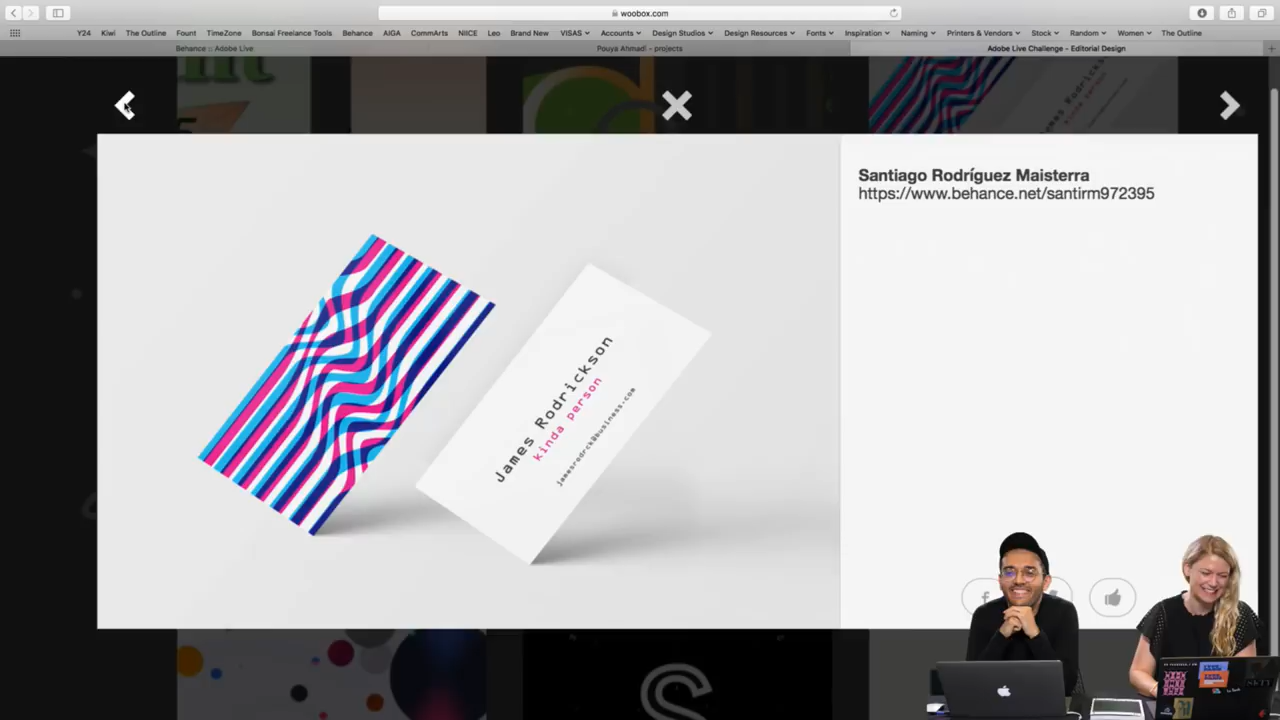 woobox.com
Y24 Kiwi The Outline Fount TimeZone Bonsai Freelance Tools Behance AIGA CommArts NIICE Leo Brand New VISAS Accounts Design Studios Design Resources Fonts Inspiration Naming Printers & Vendors Stock Random Women The Outline
Behance :: Adobe Live Pouya Ahmadi - projects Adobe Live Challenge - Editorial Design
Santiago Rodríguez Maisterra
https://www.behance.net/santirm972395
James Rodrickson
kinda person
jamesrodrck@business.com
S